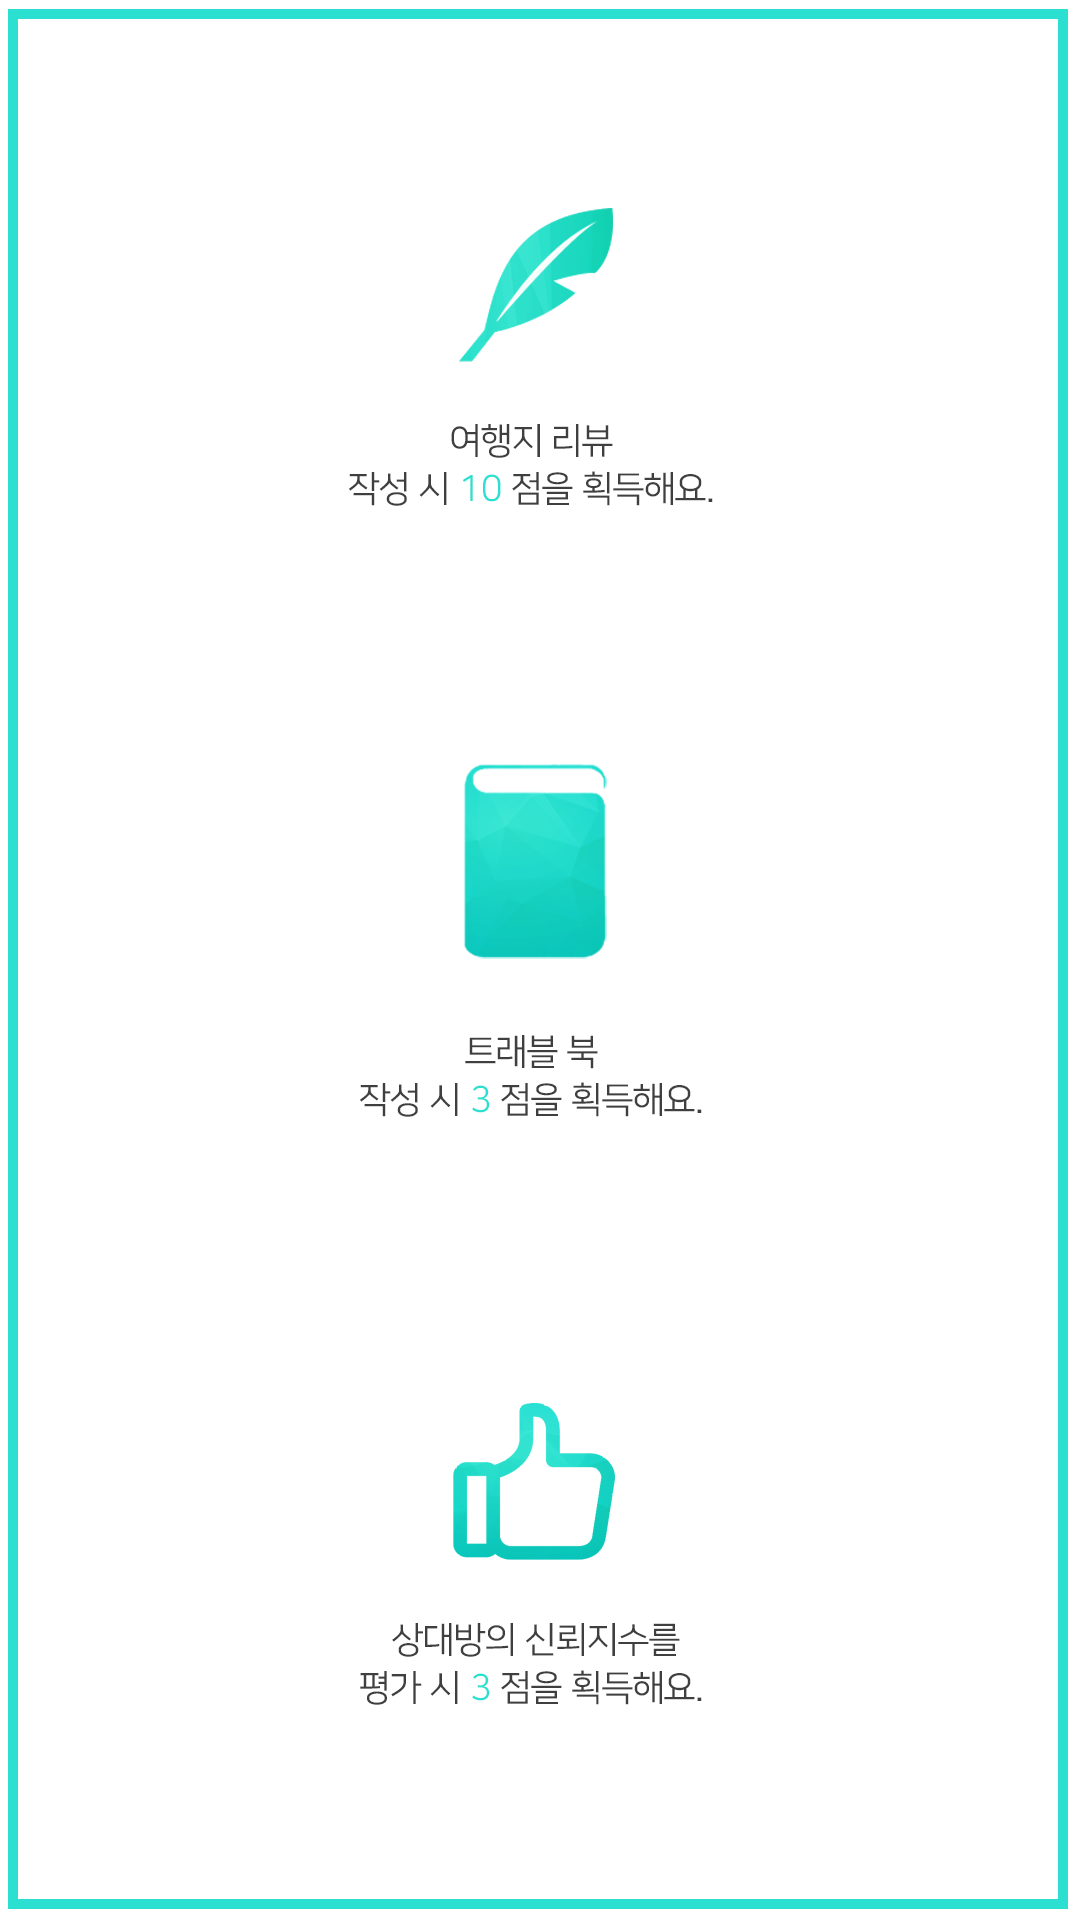 여행지 리뷰
작성 시 10 점을 획득해요.
트래블 북
작성 시 3 점을 획득해요.
상대방의 신뢰지수를
평가 시 3 점을 획득해요.